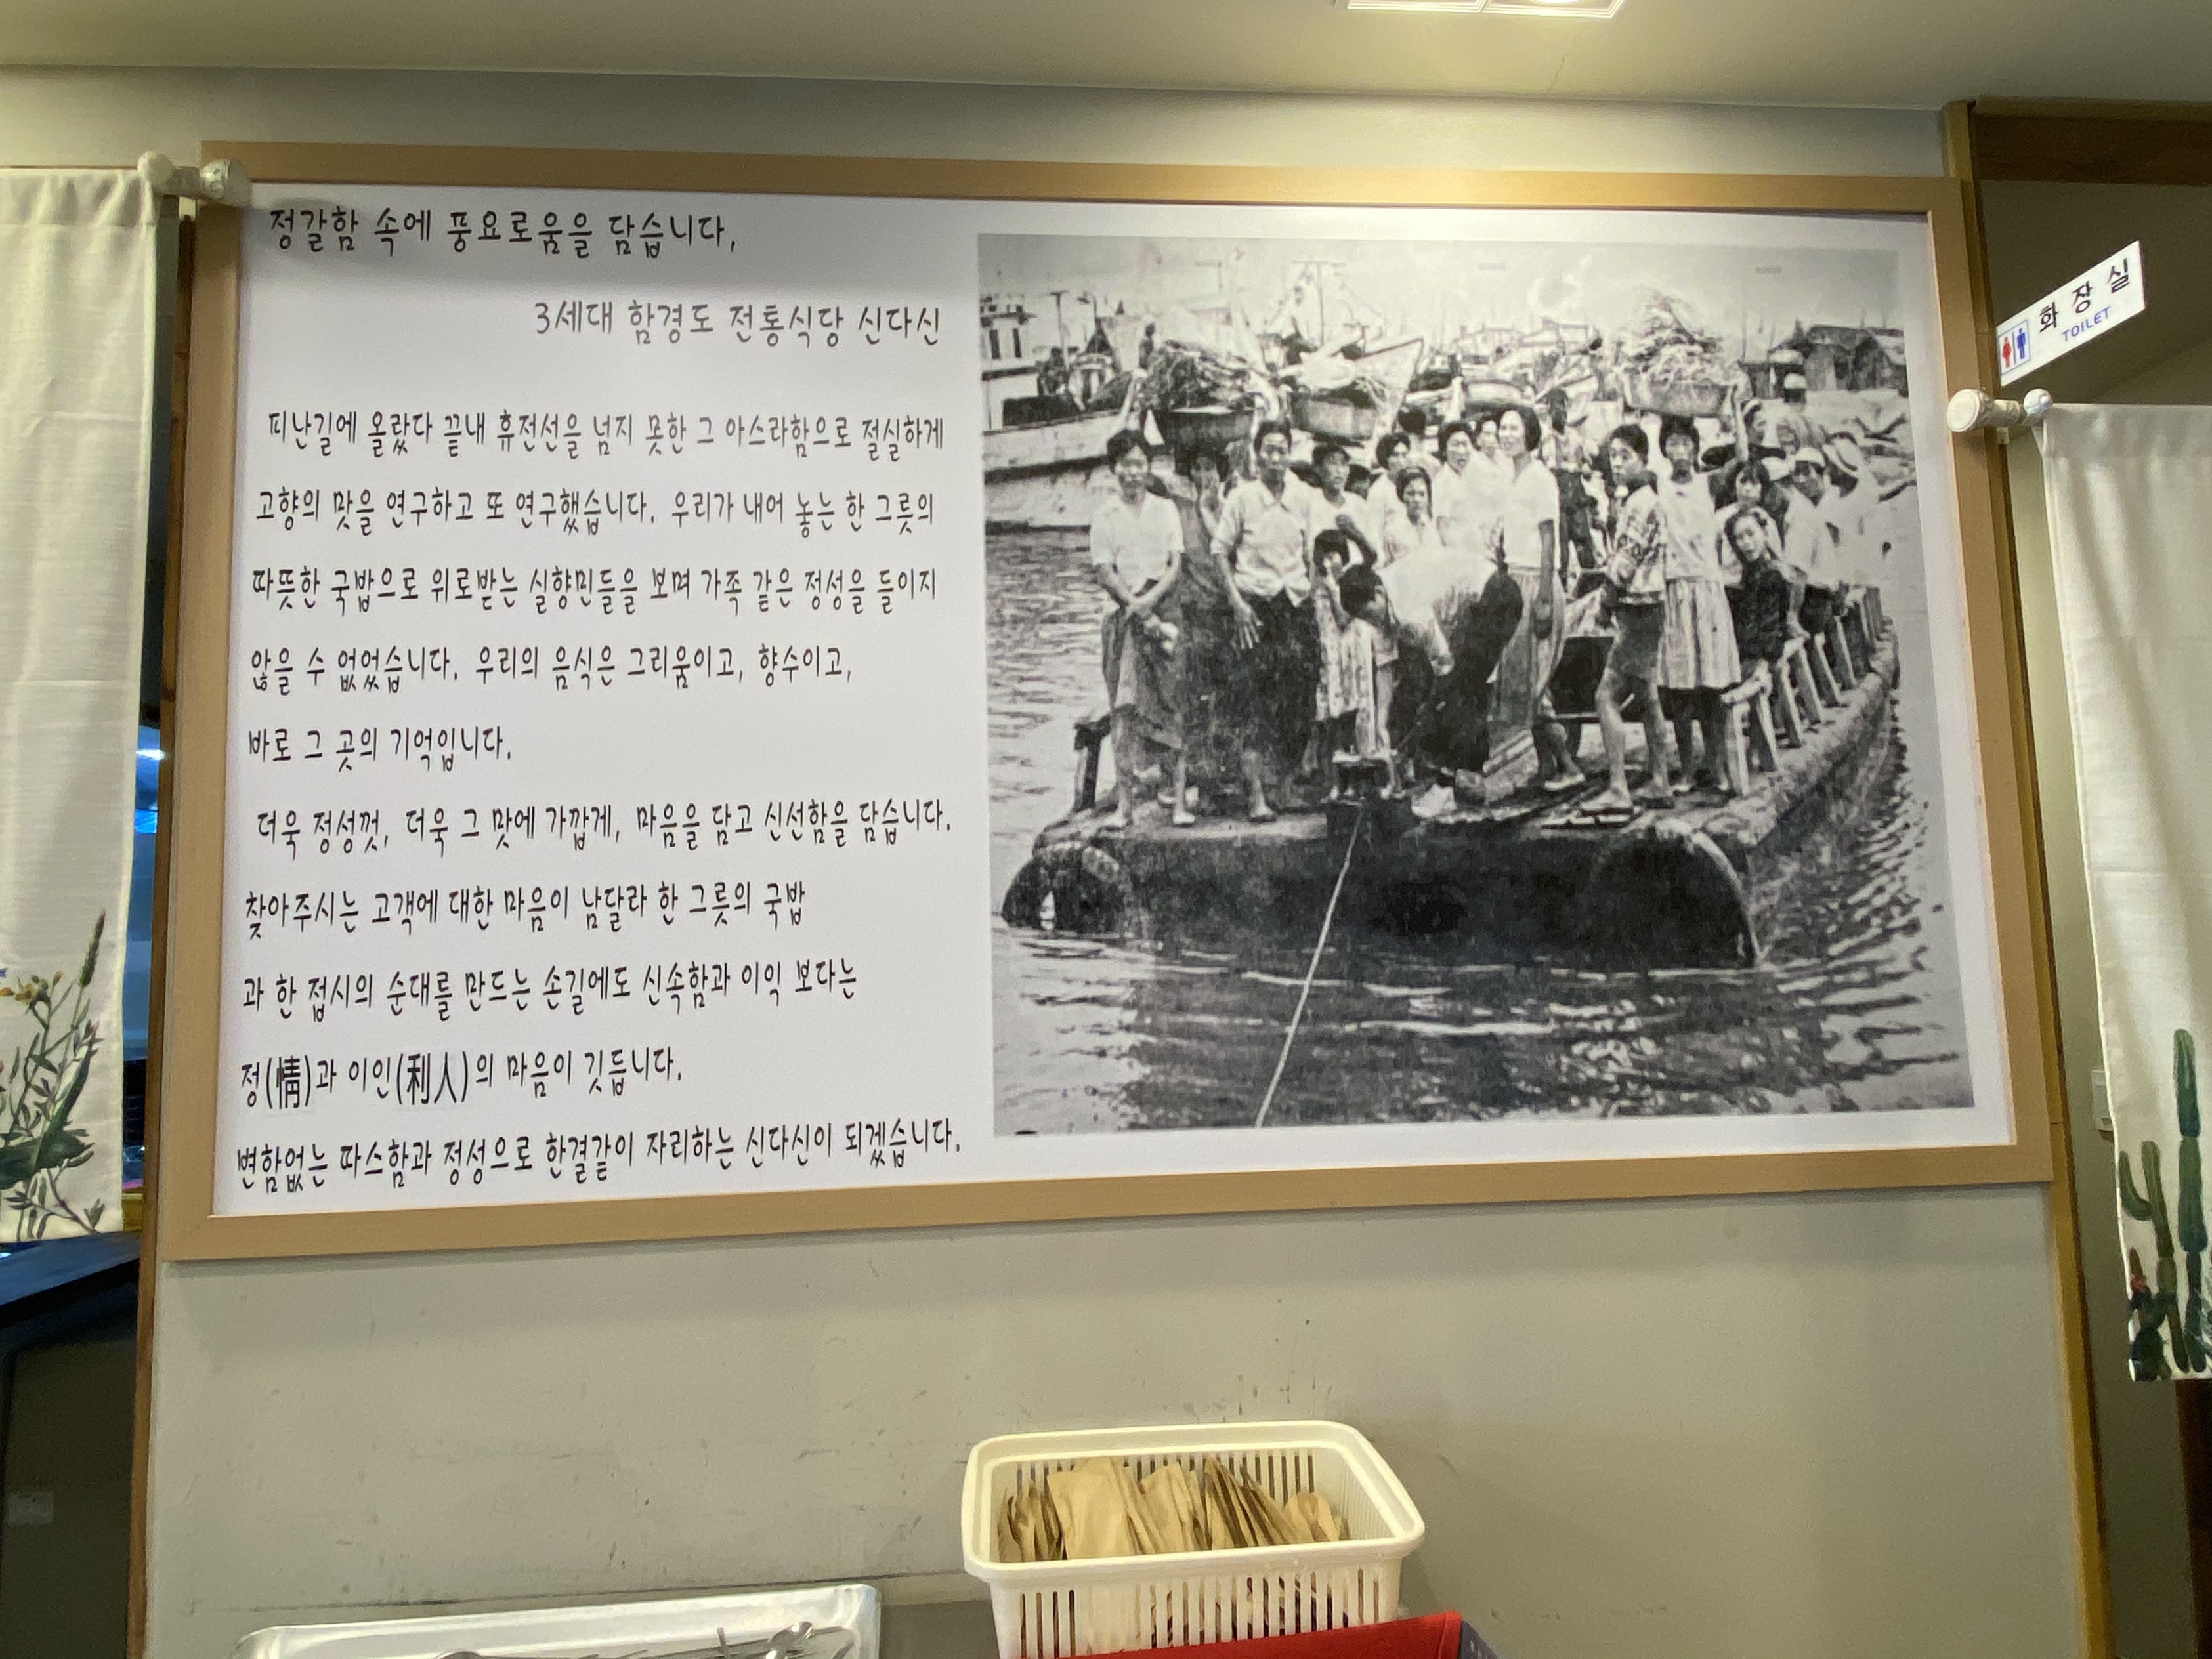 정갈함 속에 풍요로움을 담습니다,
3세대 함경도 전통식당 신다신
피난길에 올랐다 끝내 휴전선을 넘지 못한 그 아스라함으로 절실하게
고향의 맛을 연구하고 또 연구했습니다. 우리가 내어 놓는 한 그릇의
따뜻한 국밥으로 위로받는 실향민들을 보며 가족 같은 정성을 들이지
않을 수 없었습니다. 우리의 음식은 그리움이고, 향수이고,
바로 그 곳의 기억입니다.
더욱 정성껏, 더욱 그 맛에 가깝게, 마음을 담고 신선함을 담습니다.
찾아주시는 고객에 대한 마음이 남달라 한 그릇의 국밥
과 한 접시의 순대를 만드는 손길에도 신속함과 이익 보다는
정(情)과 이인(利人)의 마음이 깃듭니다.
변함없는 따스함과 정성으로 한결같이 자리하는 신다신이 되겠습니다.
화장실
TOILET